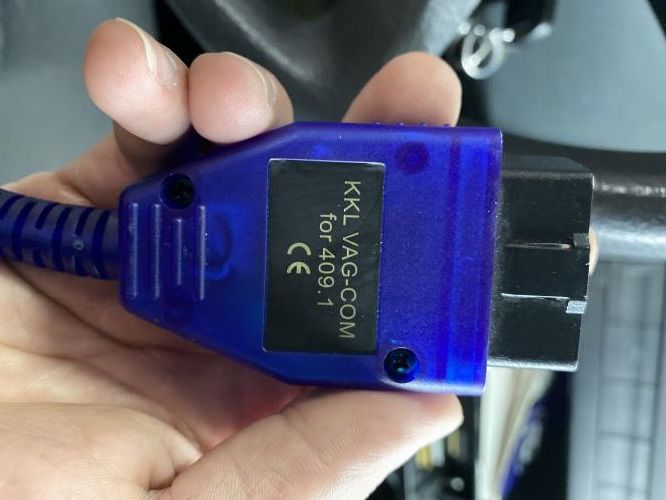 KKL VAG-COM
for 409.1
CE